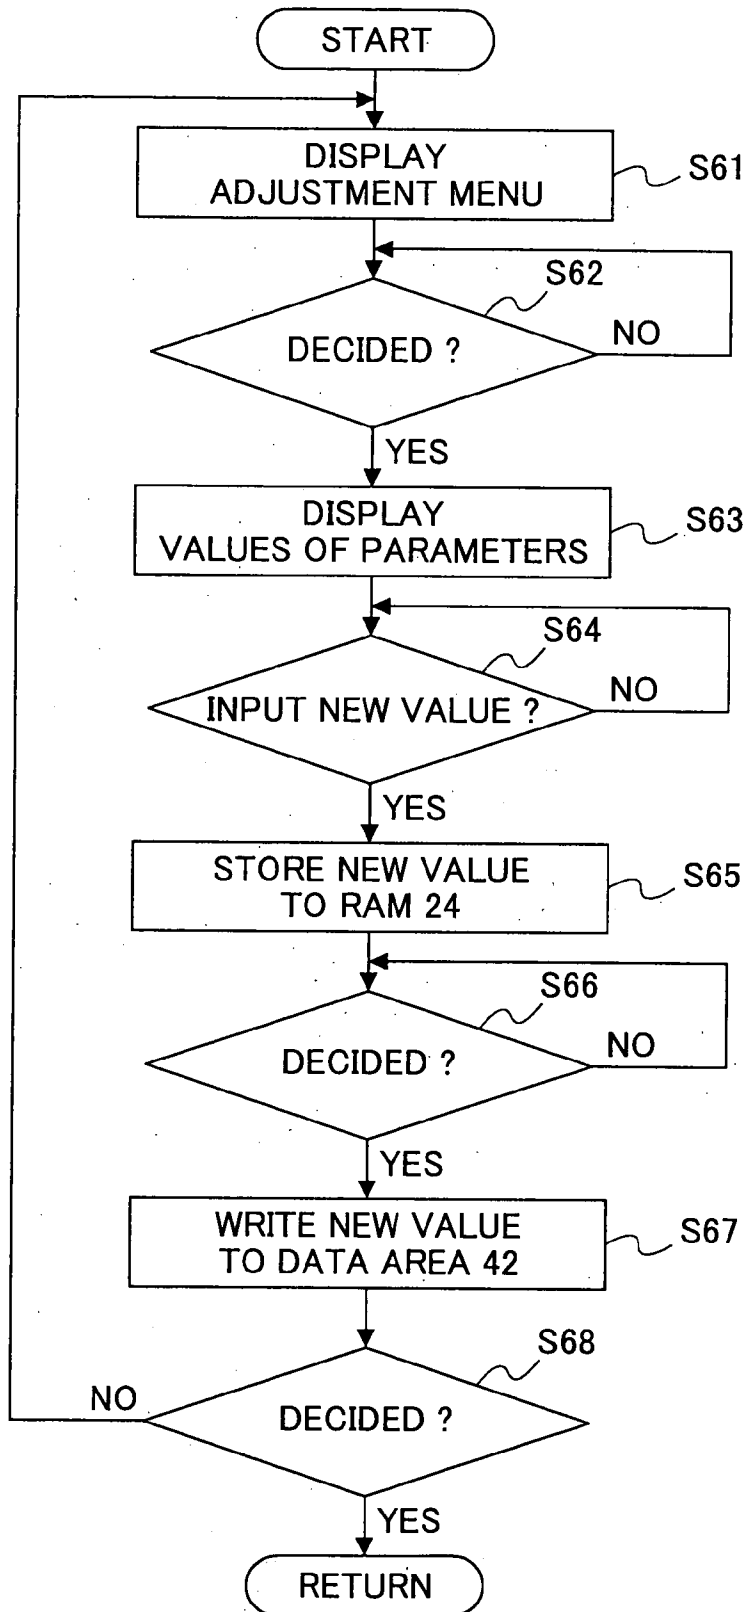 START
DISPLAY
ADJUSTMENT MENU
S61
S62
DECIDED ?
NO
YES
DISPLAY
VALUES OF PARAMETERS
S63
S64
INPUT NEW VALUE ?
NO
YES
STORE NEW VALUE
TO RAM 24
S65
S66
DECIDED ?
NO
YES
WRITE NEW VALUE
TO DATA AREA 42
S67
S68
NO
DECIDED ?
YES
RETURN